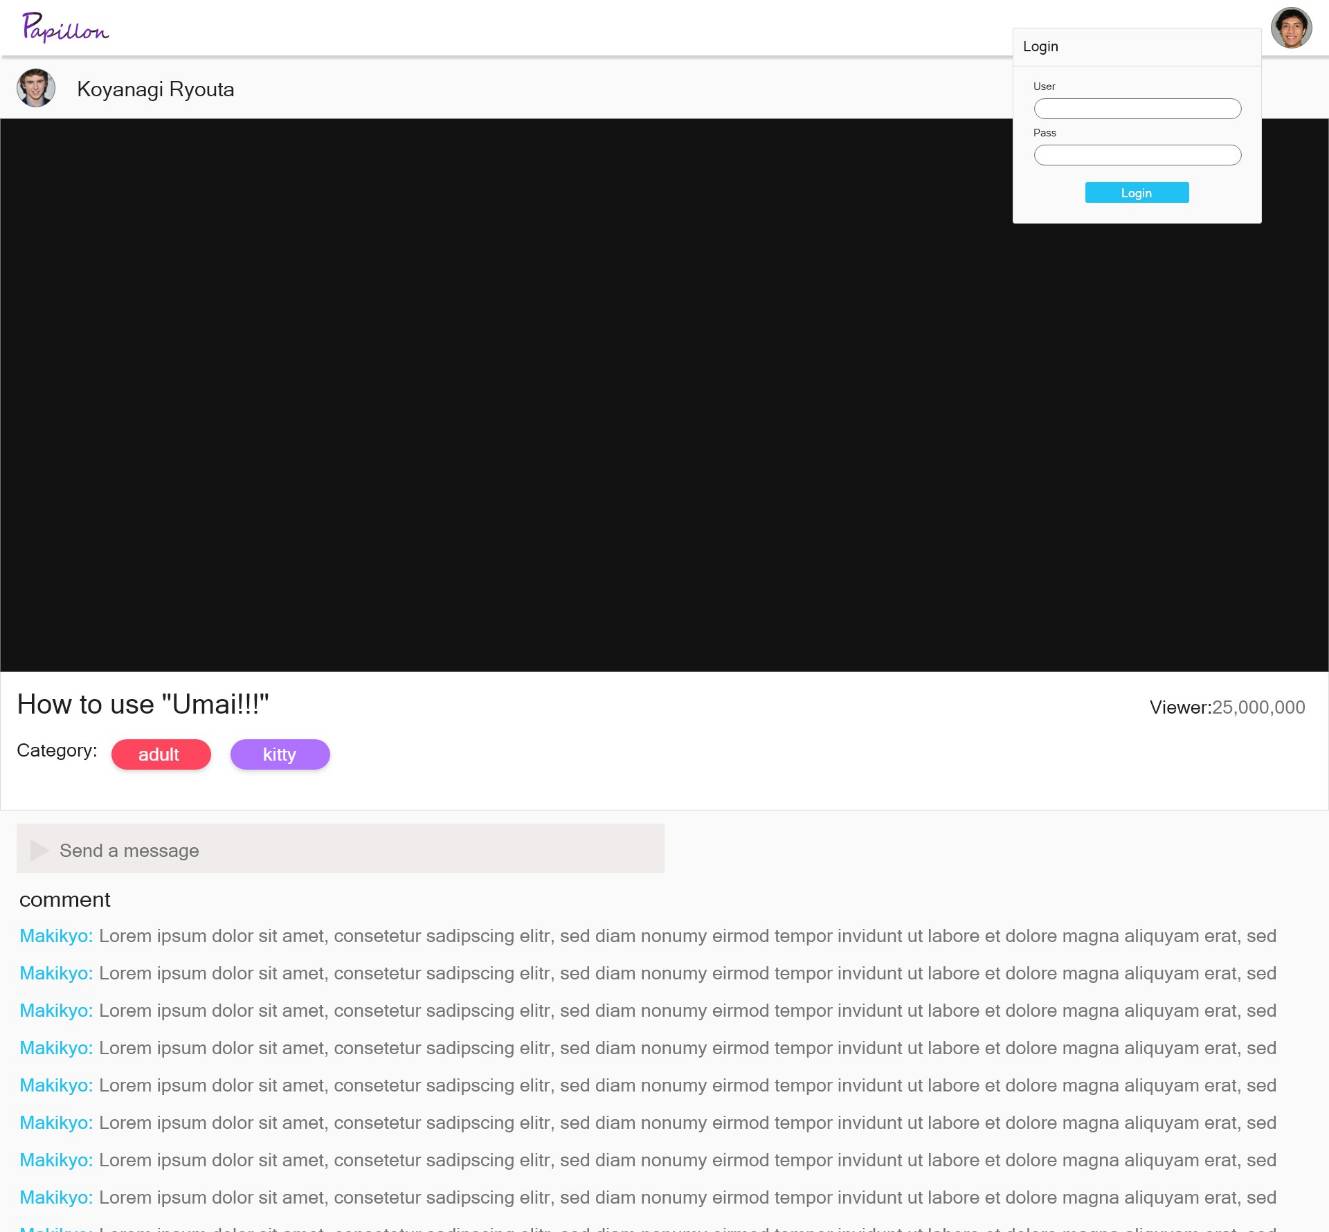 Papillon
Login
Koyanagi Ryouta
User
Pass
Login
How to use "Umai!!!"
Viewer:25,000,000
Category: adult kitty
Send a message
comment
Makikyo: Lorem ipsum dolor sit amet, consetetur sadipscing elitr, sed diam nonumy eirmod tempor invidunt ut labore et dolore magna aliquyam erat, sed
Makikyo: Lorem ipsum dolor sit amet, consetetur sadipscing elitr, sed diam nonumy eirmod tempor invidunt ut labore et dolore magna aliquyam erat, sed
Makikyo: Lorem ipsum dolor sit amet, consetetur sadipscing elitr, sed diam nonumy eirmod tempor invidunt ut labore et dolore magna aliquyam erat, sed
Makikyo: Lorem ipsum dolor sit amet, consetetur sadipscing elitr, sed diam nonumy eirmod tempor invidunt ut labore et dolore magna aliquyam erat, sed
Makikyo: Lorem ipsum dolor sit amet, consetetur sadipscing elitr, sed diam nonumy eirmod tempor invidunt ut labore et dolore magna aliquyam erat, sed
Makikyo: Lorem ipsum dolor sit amet, consetetur sadipscing elitr, sed diam nonumy eirmod tempor invidunt ut labore et dolore magna aliquyam erat, sed
Makikyo: Lorem ipsum dolor sit amet, consetetur sadipscing elitr, sed diam nonumy eirmod tempor invidunt ut labore et dolore magna aliquyam erat, sed
Makikyo: Lorem ipsum dolor sit amet, consetetur sadipscing elitr, sed diam nonumy eirmod tempor invidunt ut labore et dolore magna aliquyam erat, sed